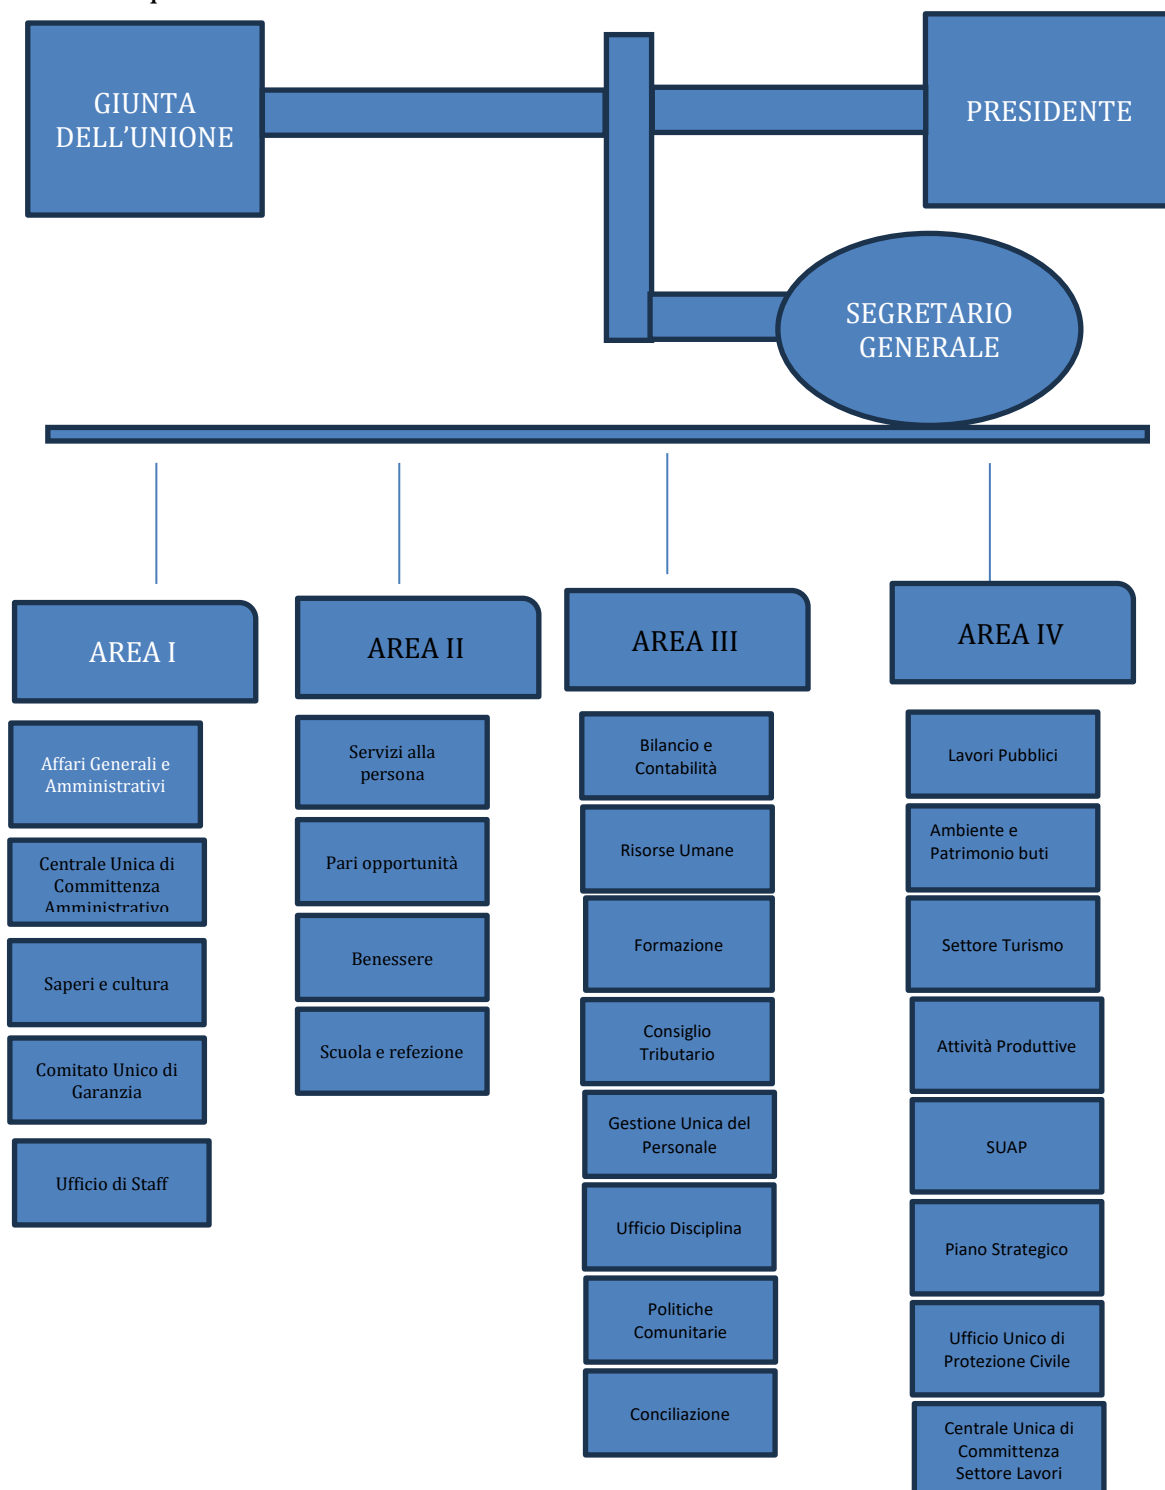 GIUNTA
DELL'UNIONE
PRESIDENTE
SEGRETARIO
GENERALE
AREA I
Affari Generali e
Amministrativi
Centrale Unica di
Committenza
Amministrativo
Saperi e cultura
Comitato Unico di
Garanzia
Ufficio di Staff
AREA II
Servizi alla
persona
Pari opportunità
Benessere
Scuola e refezione
AREA III
Bilancio e
Contabilità
Risorse Umane
Formazione
Consiglio
Tributario
Gestione Unica del
Personale
Ufficio Disciplina
Politiche
Comunitarie
Conciliazione
AREA IV
Lavori Pubblici
Ambiente e
Patrimonio buti
Settore Turismo
Attività Produttive
SUAP
Piano Strategico
Ufficio Unico di
Protezione Civile
Centrale Unica di
Committenza
Settore Lavori